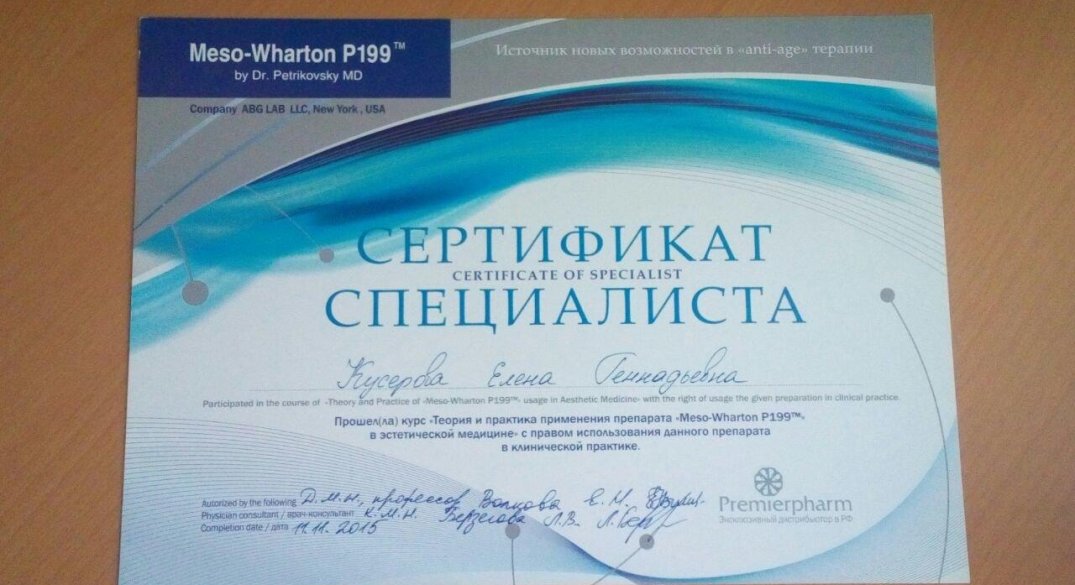 Meso-Wharton P199™
by Dr. Petrikovsky MD
Источник новых возможностей в «anti-age» терапии
Company ABG LAB LLC, New York , USA
СЕРТИФИКАТ
CERTIFICATE OF SPECIALIST
СПЕЦИАЛИСТА
Кусерова Елена Геннадьевна
Participated in the course of «Theory and Practice of «Meso-Wharton P199™» usage in Aesthetic Medicine» with the right of usage the given preparation in clinical practice.
Прошел(ла) курс «Теория и практика применения препарата «Meso-Wharton P199™»
в эстетической медицине» с правом использования данного препарата
в клинической практике.
Autorized by the following Д.м.н., профессор Волкова Е. Н.
Physician consultant / врач-консультант к.м.н. Берзегова Л.В.
Completion date / дата 11.11.2015
Premierpharm
Эксклюзивный дистрибьютор в РФ